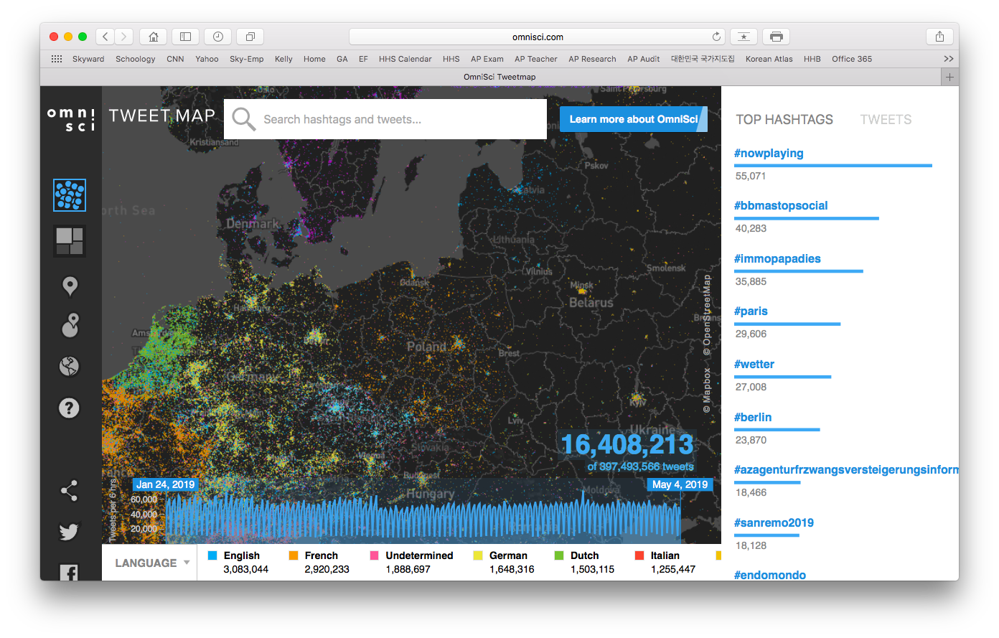 omnisci.com
Skyward Schoology CNN Yahoo Sky-Emp Kelly Home GA EF HHS Calendar HHS AP Exam AP Teacher AP Research AP Audit 대한민국 국가지도집 Korean Atlas HHB Office 365 >>
OmniSci Tweetmap
omni
sci
TWEET MAP
Search hashtags and tweets...
Learn more about OmniSci
Oslo
Saint Petersburg
Kristiansand
Pskov
Latvia
orth Sea
Denmark
Lithuania
Vilnius
Smolensk
Gdansk
Minsk
Belarus
Poland
Brest
Germany
Kyiv
Lviv
Ukraine
Slovakia
Vienna
Budapest
Hungary
Moldova
© Mapbox © OpenStreetMap
16,408,213
of 397,493,566 tweets
Jan 24, 2019
May 4, 2019
Tweets per 6 hrs
60,000
40,000
20,000
LANGUAGE
English
3,083,044
French
2,920,233
Undetermined
1,888,697
German
1,648,316
Dutch
1,503,115
Italian
1,255,447
TOP HASHTAGS TWEETS
#nowplaying
55,071
#bbmastopsocial
40,283
#immopapadies
35,885
#paris
29,606
#wetter
27,008
#berlin
23,870
#azagenturfrzwangsversteigerungsinform
18,466
#sanremo2019
18,128
#endomondo